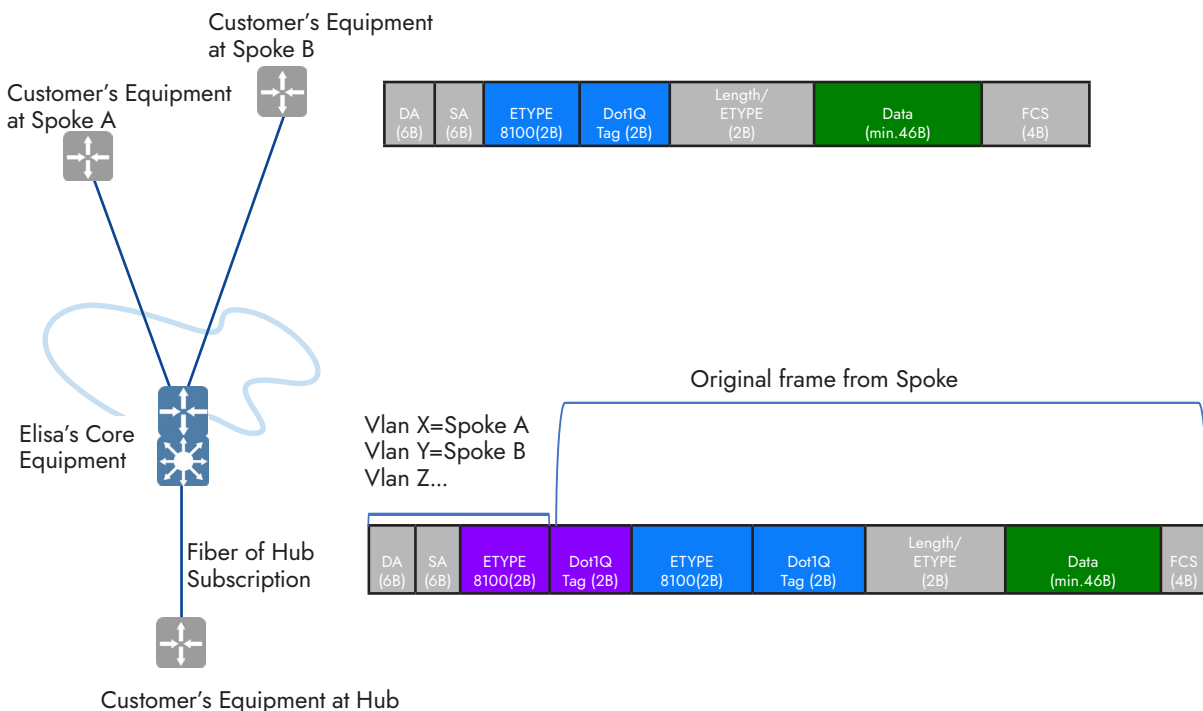 Customer's Equipment
at Spoke B
Customer's Equipment
at Spoke A
DA
(6B)
SA
(6B)
ETYPE
8100(2B)
Dot1Q
Tag (2B)
Length/
ETYPE
(2B)
Data
(min.46B)
FCS
(4B)
Original frame from Spoke
Vlan X=Spoke A
Vlan Y=Spoke B
Vlan Z...
Elisa's Core
Equipment
DA
(6B)
SA
(6B)
ETYPE
8100(2B)
Dot1Q
Tag (2B)
ETYPE
8100(2B)
Dot1Q
Tag (2B)
Length/
ETYPE
(2B)
Data
(min.46B)
FCS
(4B)
Fiber of Hub
Subscription
Customer's Equipment at Hub